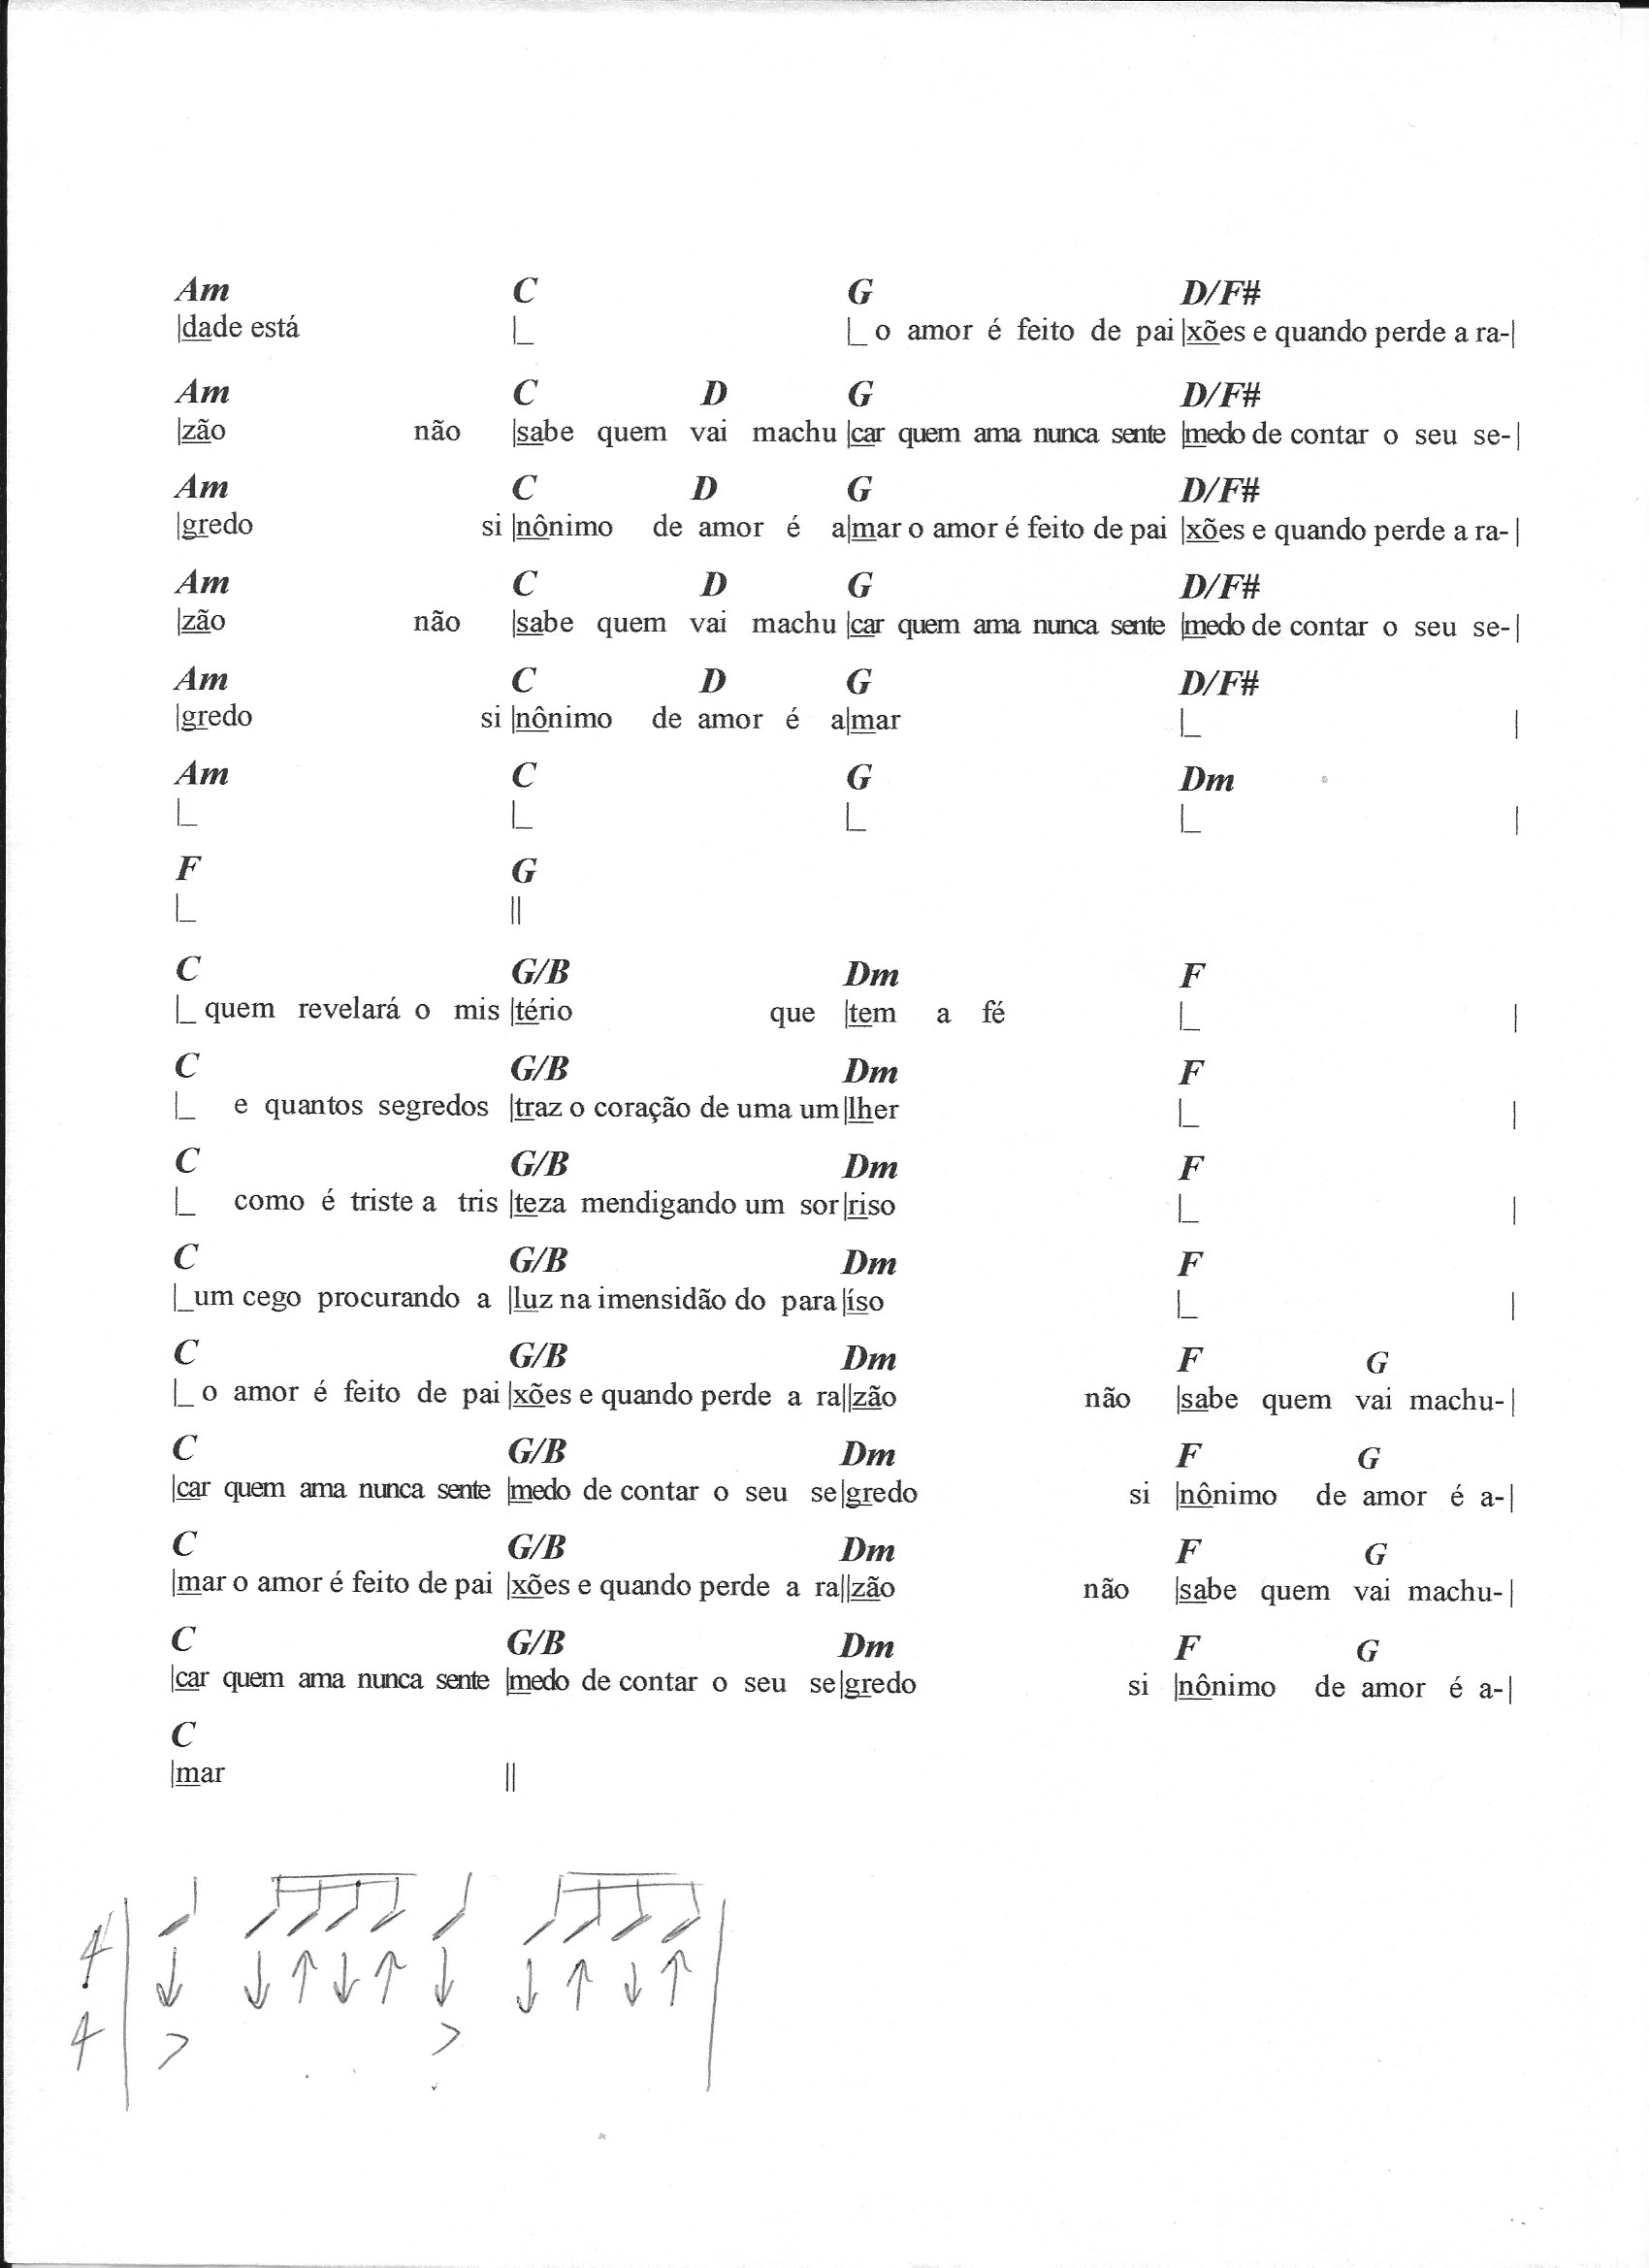 Am C G D/F#
|dade está |_ |_ o amor é feito de pai |xões e quando perde a ra-|
Am C D G D/F#
|zão não |sabe quem vai machu |car quem ama nunca sente |medo de contar o seu se-|
Am C D G D/F#
|gredo si |nônimo de amor é a|mar o amor é feito de pai |xões e quando perde a ra-|
Am C D G D/F#
|zão não |sabe quem vai machu |car quem ama nunca sente |medo de contar o seu se-|
Am C D G D/F#
|gredo si |nônimo de amor é a|mar |_ |
Am C G Dm
|_ |_ |_ |_ |
F G
|_ ||
C G/B Dm F
|_ quem revelará o mis |tério que |tem a fé |_ |
C G/B Dm F
|_ e quantos segredos |traz o coração de uma um||lher |_ |
C G/B Dm F
|_ como é triste a tris |teza mendigando um sor|riso |_ |
C G/B Dm F
|_um cego procurando a |luz na imensidão do para |íso |_ |
C G/B Dm F G
|_ o amor é feito de pai |xões e quando perde a ra||zão não |sabe quem vai machu-|
C G/B Dm F G
|car quem ama nunca sente |medo de contar o seu se|gredo si |nônimo de amor é a-|
C G/B Dm F G
|mar o amor é feito de pai |xões e quando perde a ra||zão não |sabe quem vai machu-|
C G/B Dm F G
|car quem ama nunca sente |medo de contar o seu se|gredo si |nônimo de amor é a-|
C
|mar ||
4 ↓ ↓ ↑ ↓ ↑ ↓ ↓ ↑ ↓ ↑
4 > >